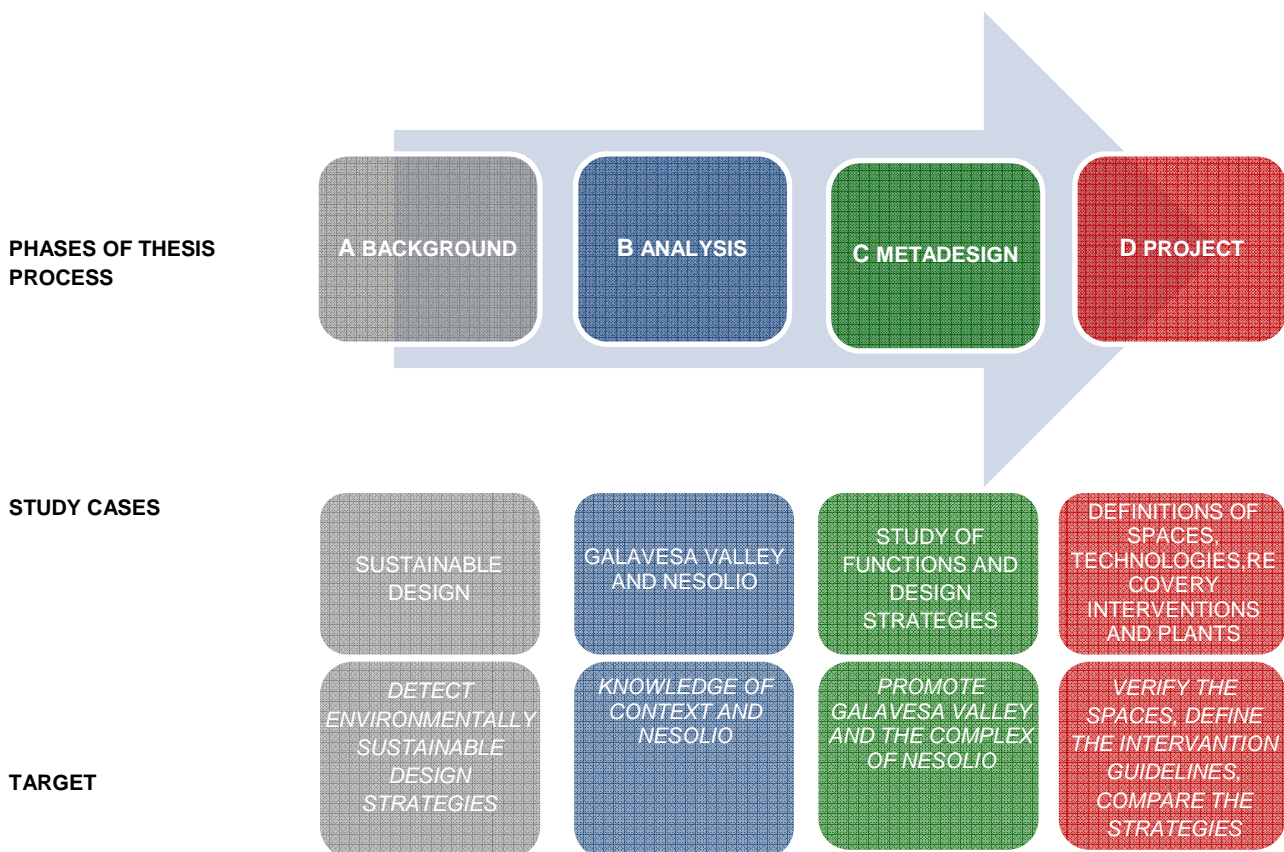 PHASES OF THESIS
PROCESS
A BACKGROUND
B ANALYSIS
C METADESIGN
D PROJECT
STUDY CASES
SUSTAINABLE
DESIGN
GALAVESA VALLEY
AND NESOLIO
STUDY OF
FUNCTIONS AND
DESIGN
STRATEGIES
DEFINITIONS OF
SPACES,
TECHNOLOGIES,RE
COVERY
INTERVENTIONS
AND PLANTS
TARGET
DETECT
ENVIRONMENTALLY
SUSTAINABLE
DESIGN
STRATEGIES
KNOWLEDGE OF
CONTEXT AND
NESOLIO
PROMOTE
GALAVESA VALLEY
AND THE COMPLEX
OF NESOLIO
VERIFY THE
SPACES, DEFINE
THE INTERVANTION
GUIDELINES,
COMPARE THE
STRATEGIES